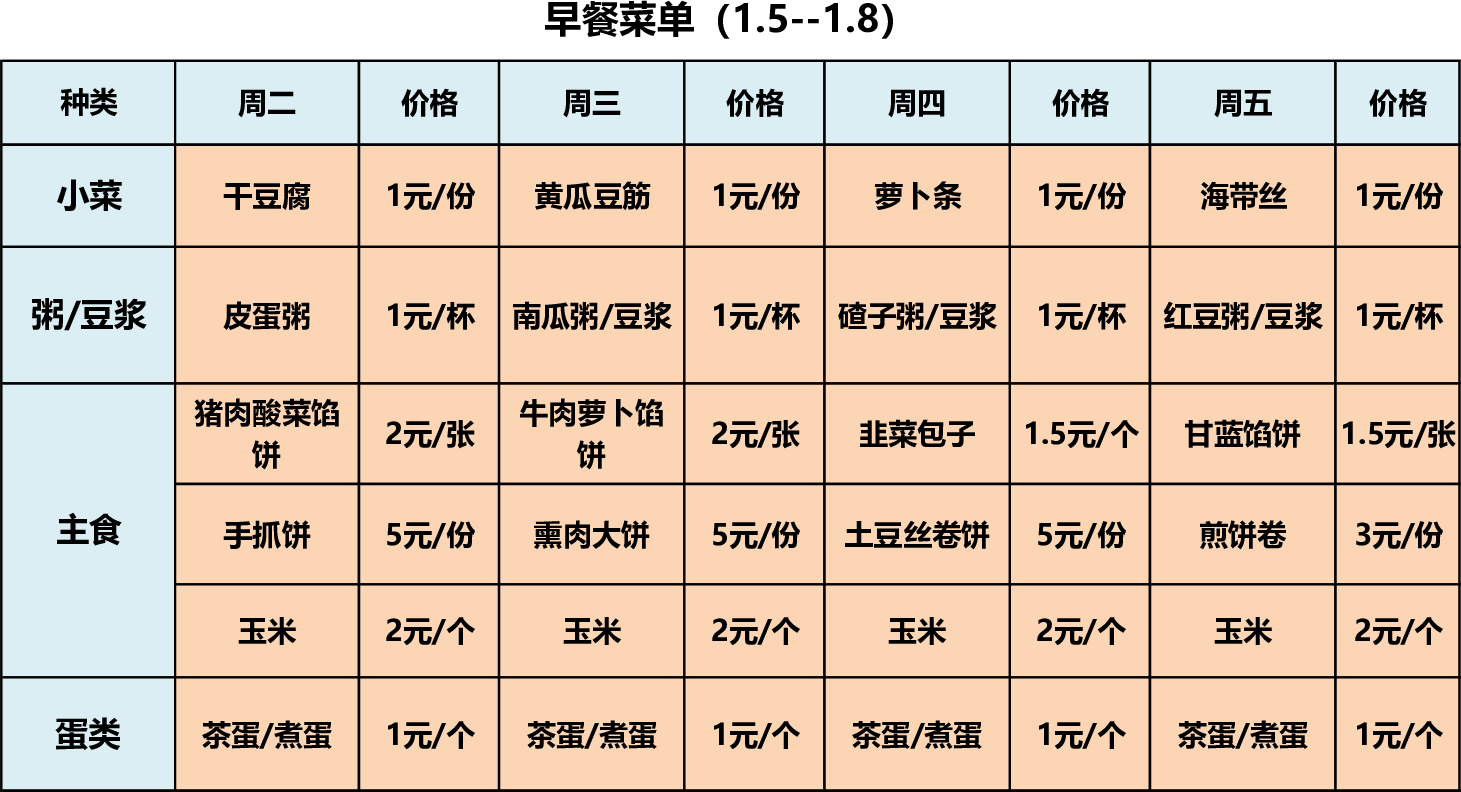 早餐菜单（1.5--1.8）
种类 周二 价格 周三 价格 周四 价格 周五 价格
小菜 干豆腐 1元/份 黄瓜豆筋 1元/份 萝卜条 1元/份 海带丝 1元/份
粥/豆浆 皮蛋粥 1元/杯 南瓜粥/豆浆 1元/杯 碴子粥/豆浆 1元/杯 红豆粥/豆浆 1元/杯
主食 猪肉酸菜馅饼 2元/张 牛肉萝卜馅饼 2元/张 韭菜包子 1.5元/个 甘蓝馅饼 1.5元/张
手抓饼 5元/份 熏肉大饼 5元/份 土豆丝卷饼 5元/份 煎饼卷 3元/份
玉米 2元/个 玉米 2元/个 玉米 2元/个 玉米 2元/个
蛋类 茶蛋/煮蛋 1元/个 茶蛋/煮蛋 1元/个 茶蛋/煮蛋 1元/个 茶蛋/煮蛋 1元/个